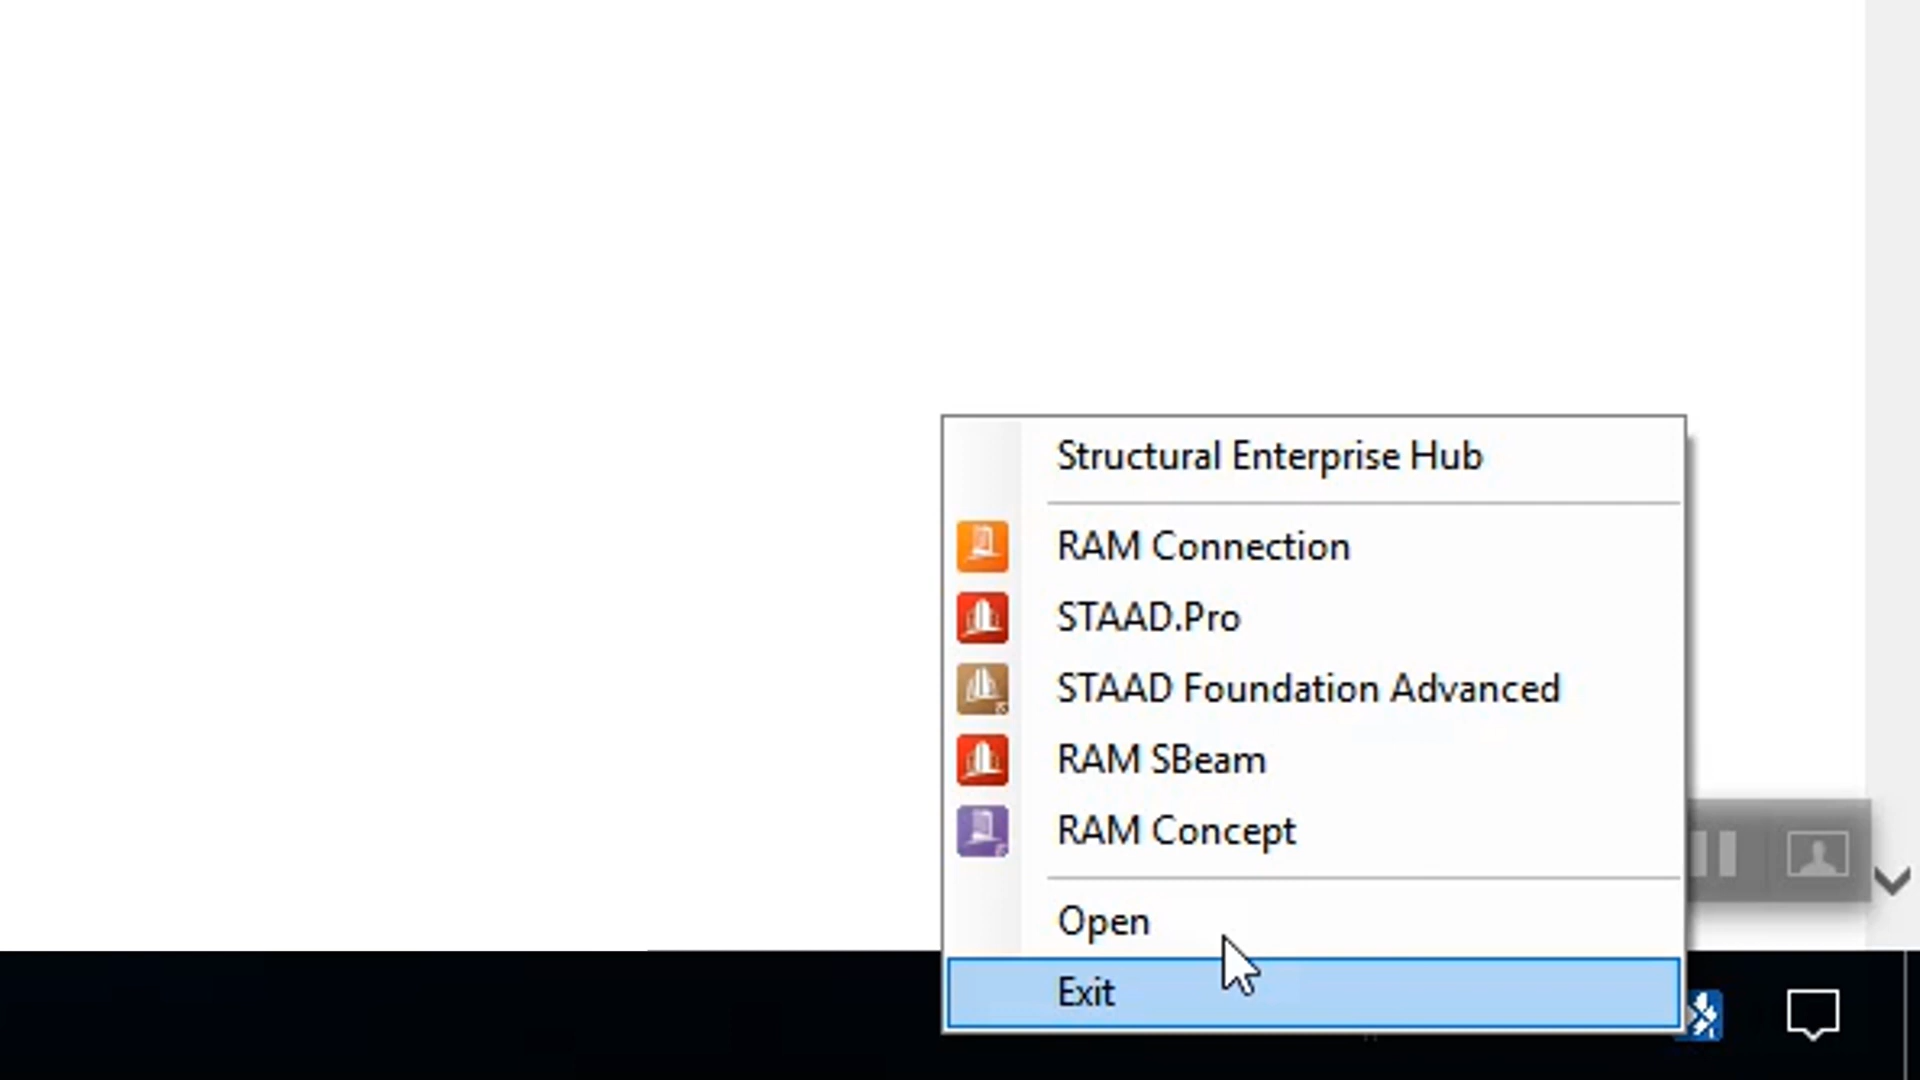 Structural Enterprise Hub
RAM Connection
STAAD.Pro
STAAD Foundation Advanced
RAM SBeam
RAM Concept
Open
Exit